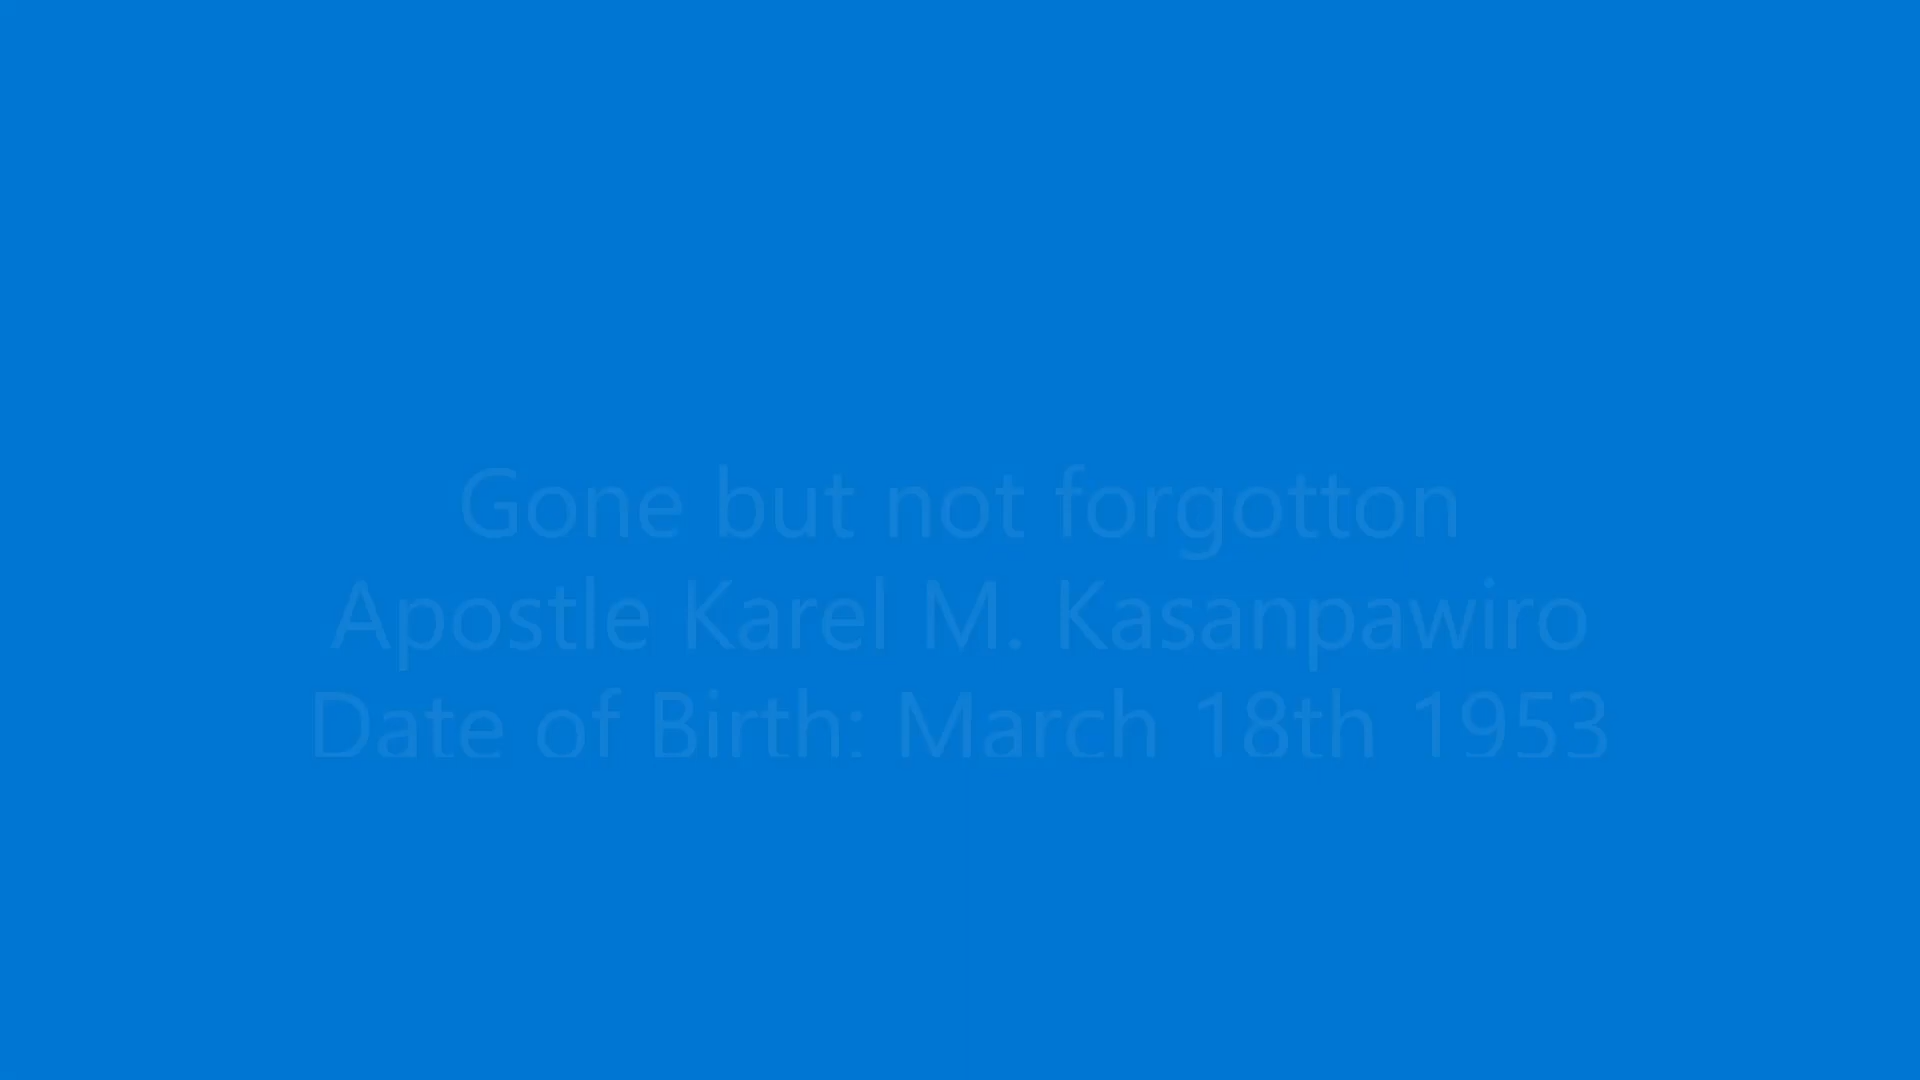 Gone but not forgotton
Apostle Karel M. Kasanpawiro
Date of Birth: March 18th 1953